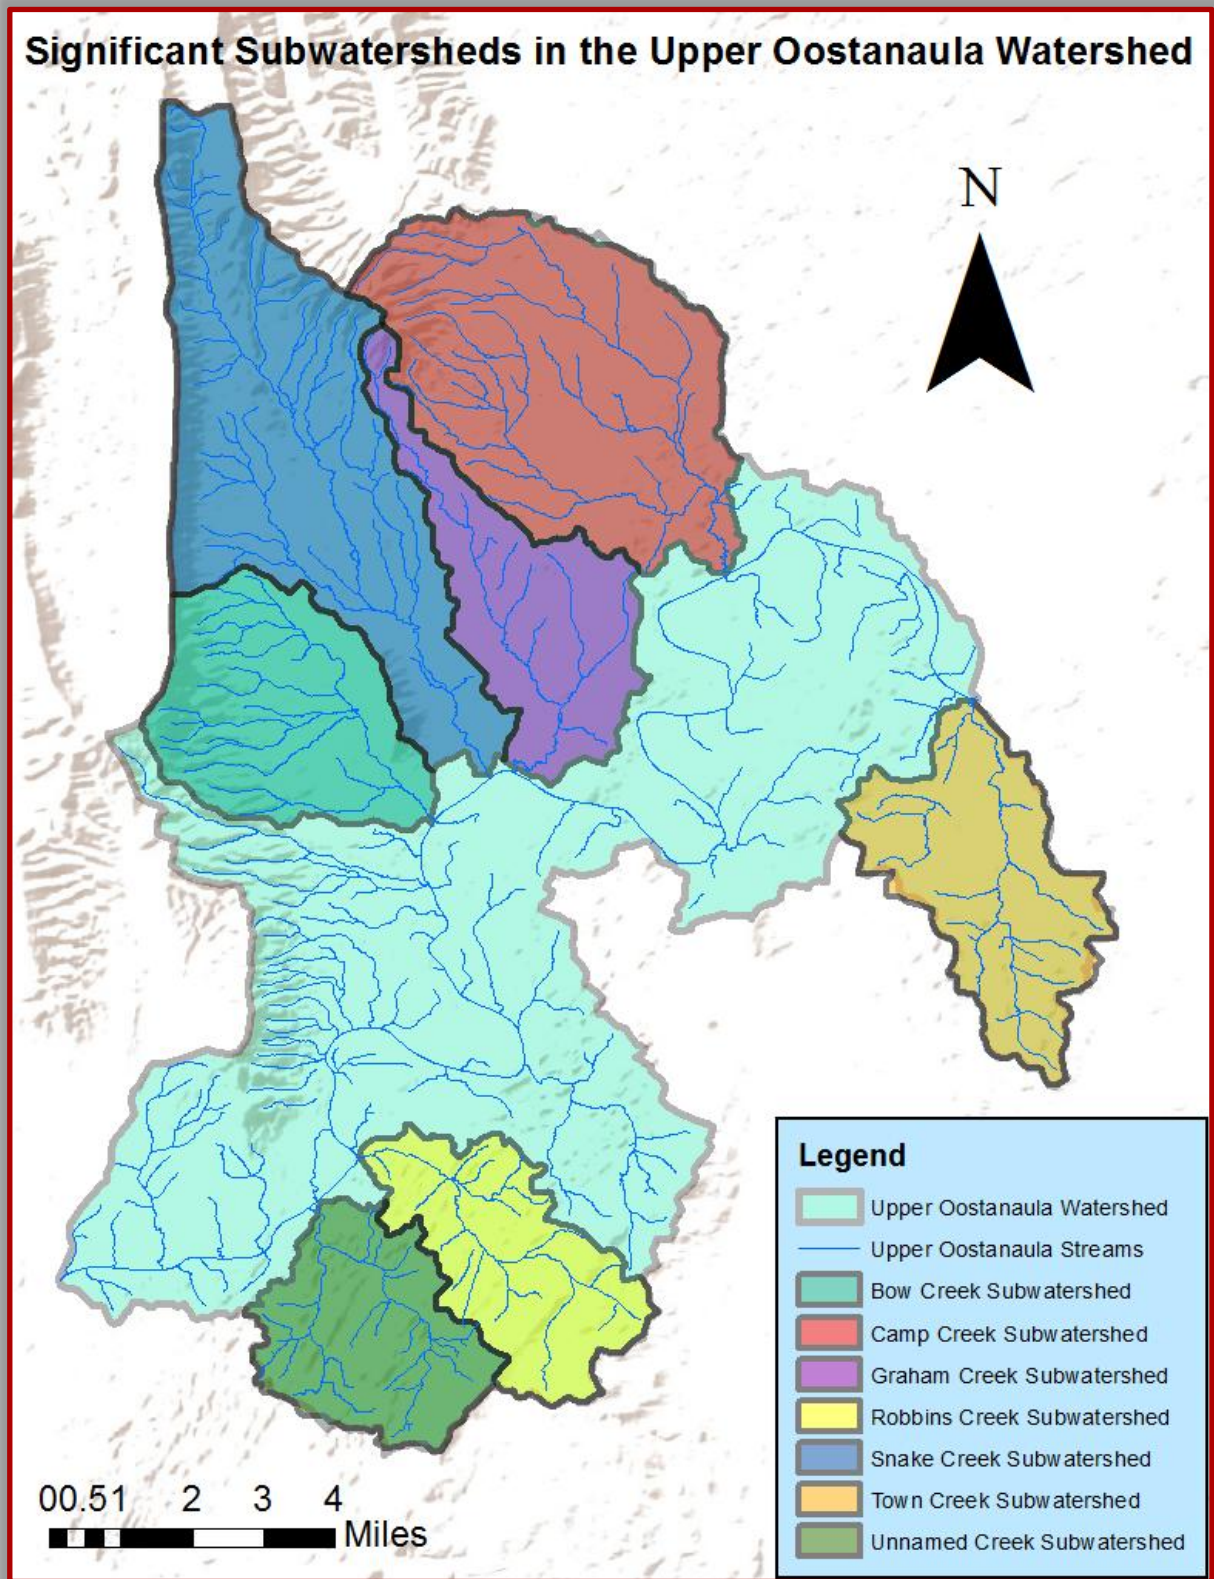 Significant Subwatersheds in the Upper Oostanaula Watershed
N
Legend
Upper Oostanaula Watershed
Upper Oostanaula Streams
Bow Creek Subwatershed
Camp Creek Subwatershed
Graham Creek Subwatershed
Robbins Creek Subwatershed
Snake Creek Subwatershed
Town Creek Subwatershed
Unnamed Creek Subwatershed
00.51 2 3 4
Miles